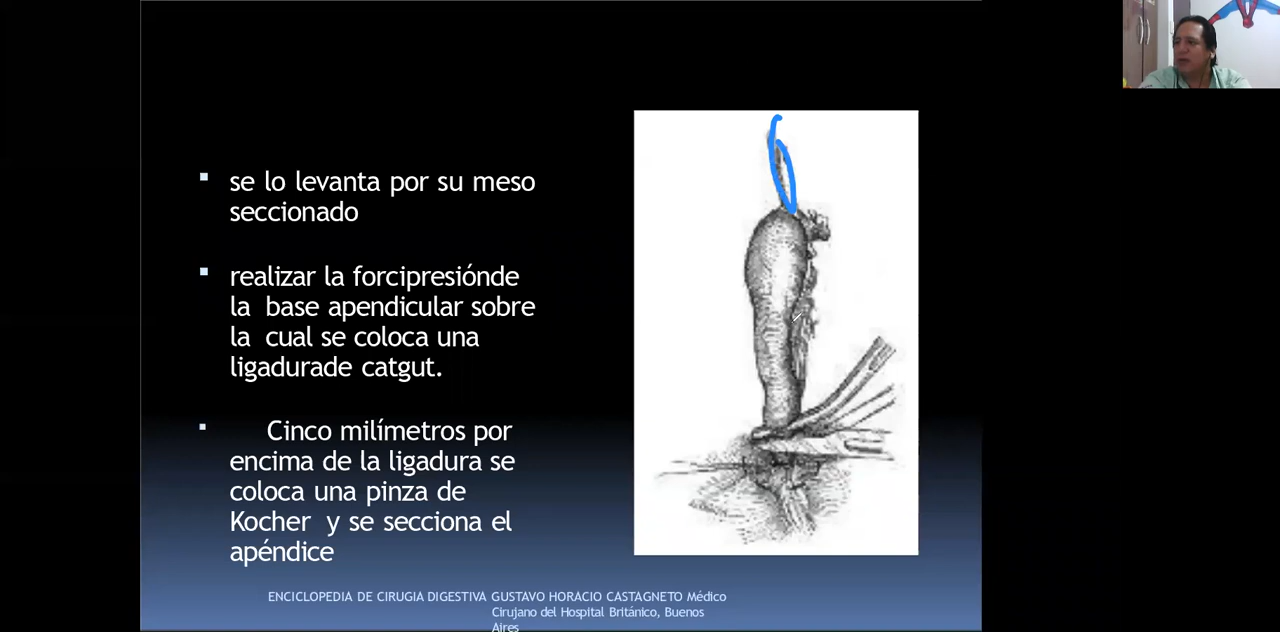 se lo levanta por su meso
seccionado
realizar la forcipresiónde
la base apendicular sobre
la cual se coloca una
ligadurade catgut.
Cinco milímetros por
encima de la ligadura se
coloca una pinza de
Kocher y se secciona el
apéndice
ENCICLOPEDIA DE CIRUGIA DIGESTIVA GUSTAVO HORACIO CASTAGNETO Médico
Cirujano del Hospital Británico, Buenos
Aires